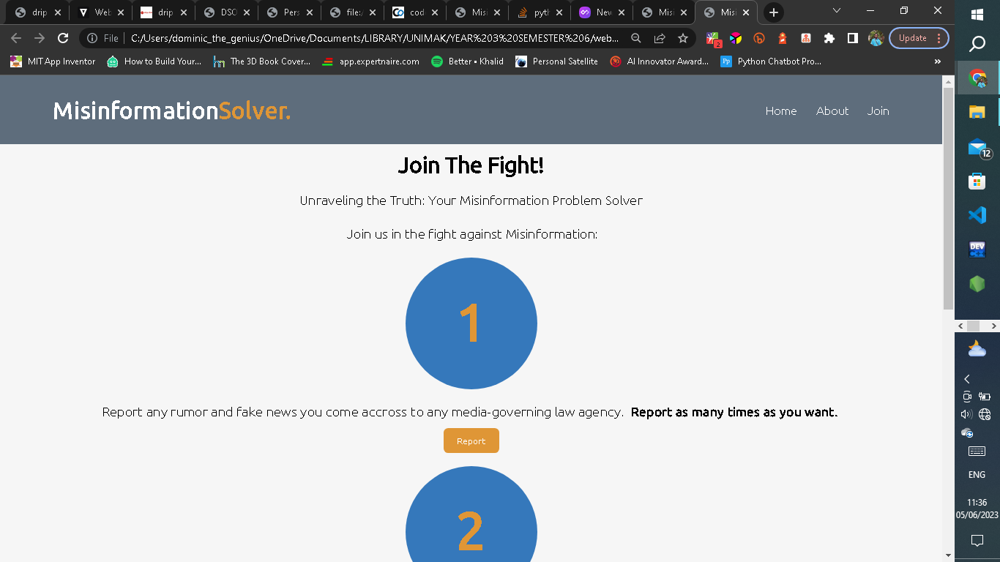 drip
Web
drip
DSC
Pers
file:/
cod
Misi
pyth
New
Misi
Misi
File
C:/Users/dominic_the_genius/OneDrive/Documents/LIBRARY/UNIMAK/YEAR%203%20SEMESTER%206/web...
2
Update
MIT App Inventor
How to Build Your...
The 3D Book Cover...
app.expertnaire.com
Better • Khalid
Personal Satellite
AI Innovator Award...
Pp
Python Chatbot Pro...
»
MisinformationSolver.
Home
About
Join
Join The Fight!
Unraveling the Truth: Your Misinformation Problem Solver
Join us in the fight against Misinformation:
1
Report any rumor and fake news you come accross to any media-governing law agency. Report as many times as you want.
Report
2
12
DEV
ENG
11:36
05/06/2023